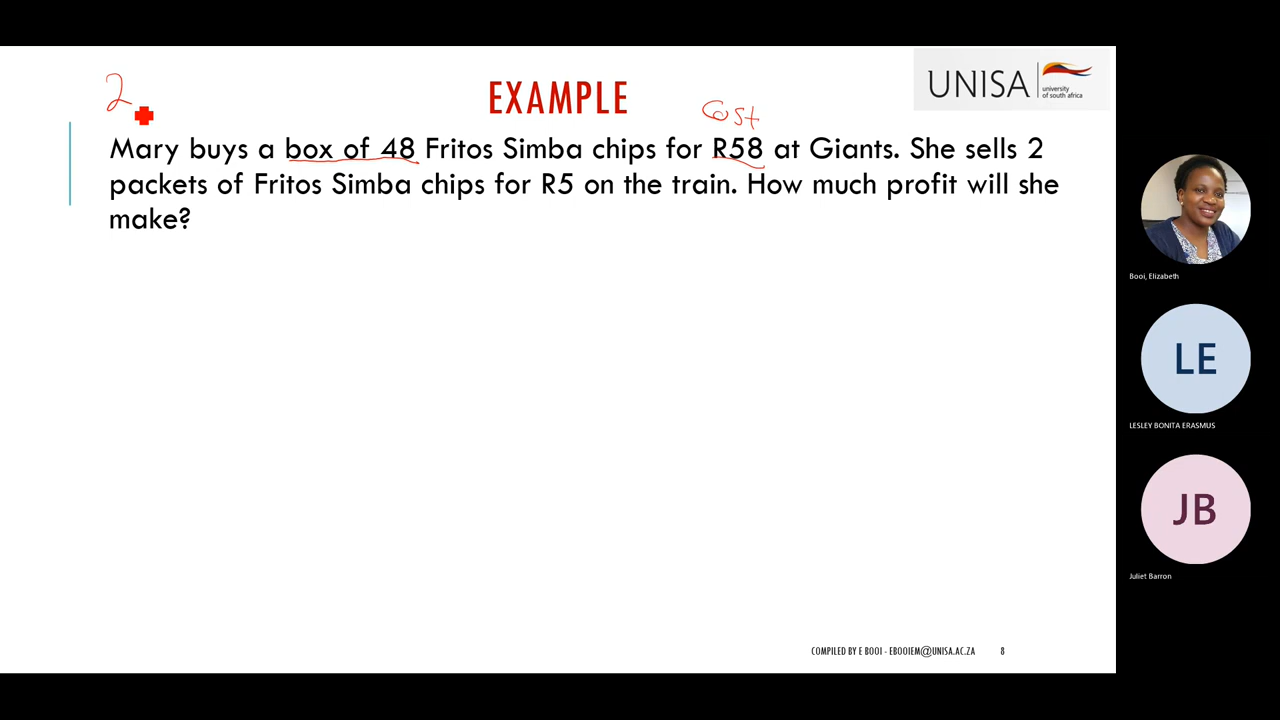 2
EXAMPLE
UNISA
university
of south africa
Cost
Mary buys a box of 48 Fritos Simba chips for R58 at Giants. She sells 2
packets of Fritos Simba chips for R5 on the train. How much profit will she
make?
Booi, Elizabeth
LE
LESLEY BONITA ERASMUS
JB
Juliet Barron
COMPILED BY E BOOI - EBOOIEM@UNISA.AC.ZA 8